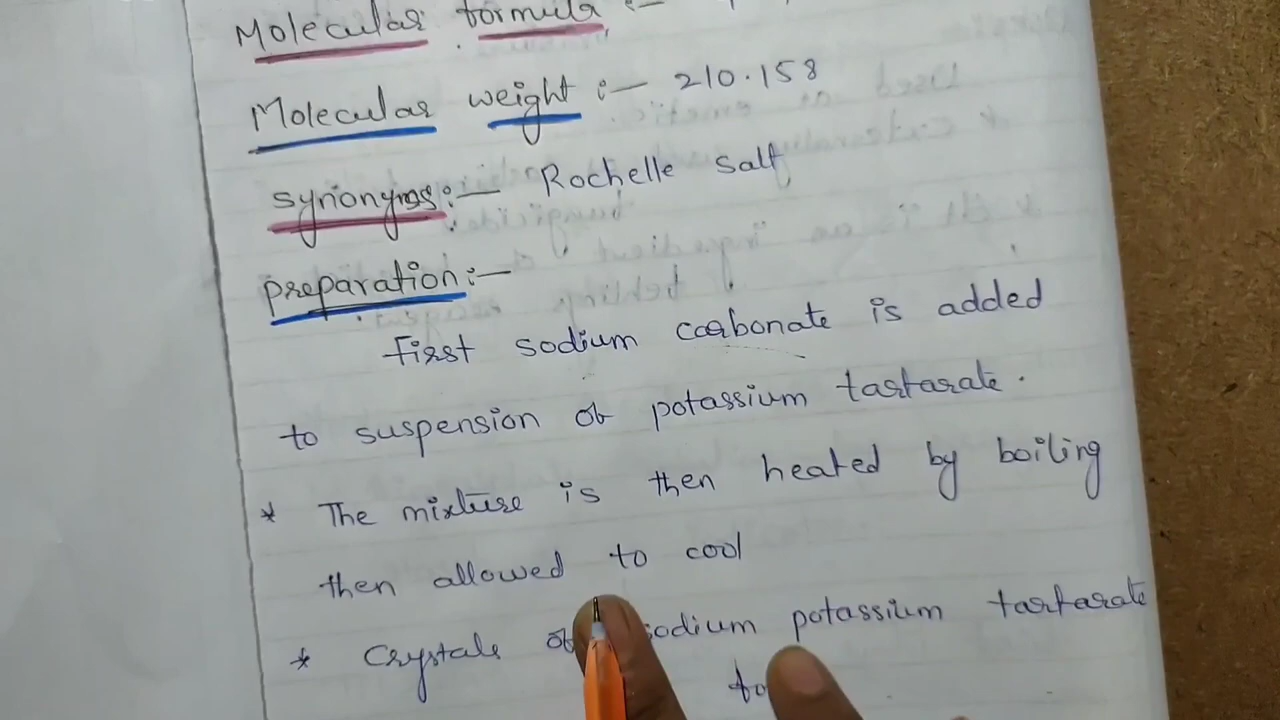 Molecular formula :-
Molecular weight :- 210.158
synonyms :- Rochelle salt
preparation :-
First sodium carbonate is added
to suspension of potassium tartarate.
* The mixture is then heated by boiling
then allowed to cool
* Crystals of sodium potassium tartarate